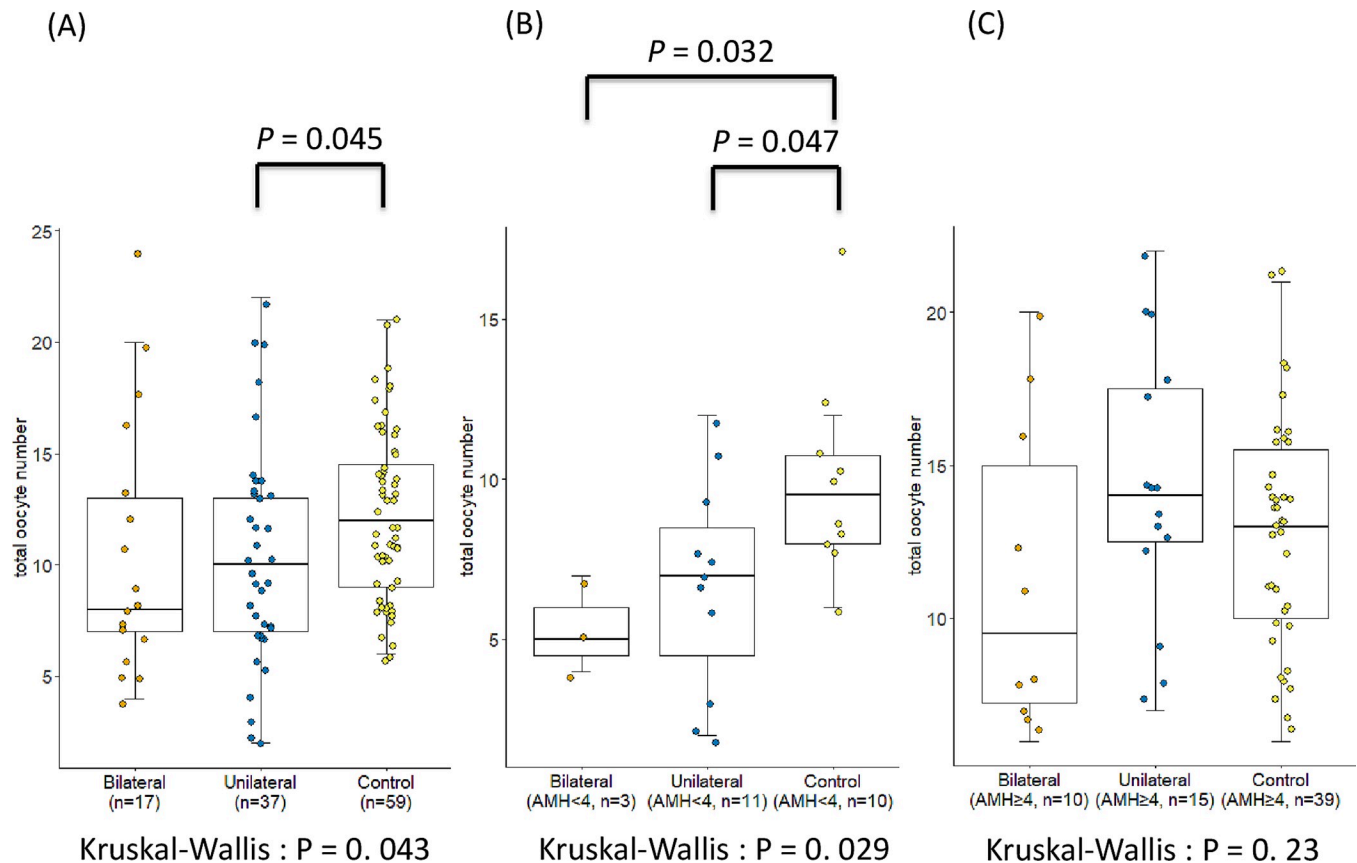 (A)
(B)
(C)
P = 0.032
P = 0.045
P = 0.047
total oocyte number
25
20
15
10
5
Bilateral
(n=17)
Unilateral
(n=37)
Control
(n=59)
Kruskal-Wallis : P = 0. 043
total oocyte number
15
10
5
Bilateral
(AMH<4, n=3)
Unilateral
(AMH<4, n=11)
Control
(AMH<4, n=10)
Kruskal-Wallis : P = 0. 029
total oocyte number
20
15
10
Bilateral
(AMH≥4, n=10)
Unilateral
(AMH≥4, n=15)
Control
(AMH≥4, n=39)
Kruskal-Wallis : P = 0. 23